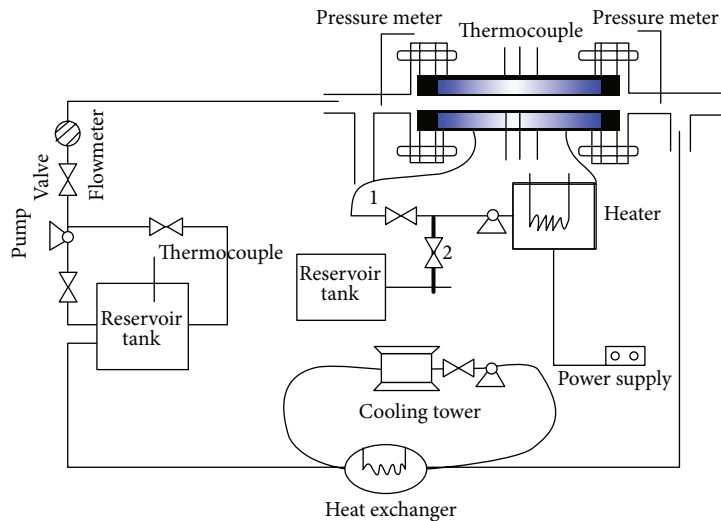 Pressure meter
Pressure meter
Thermocouple
Flowmeter
Valve
Pump
1
2
Heater
Thermocouple
Reservoir
tank
Reservoir
tank
Power supply
Cooling tower
Heat exchanger